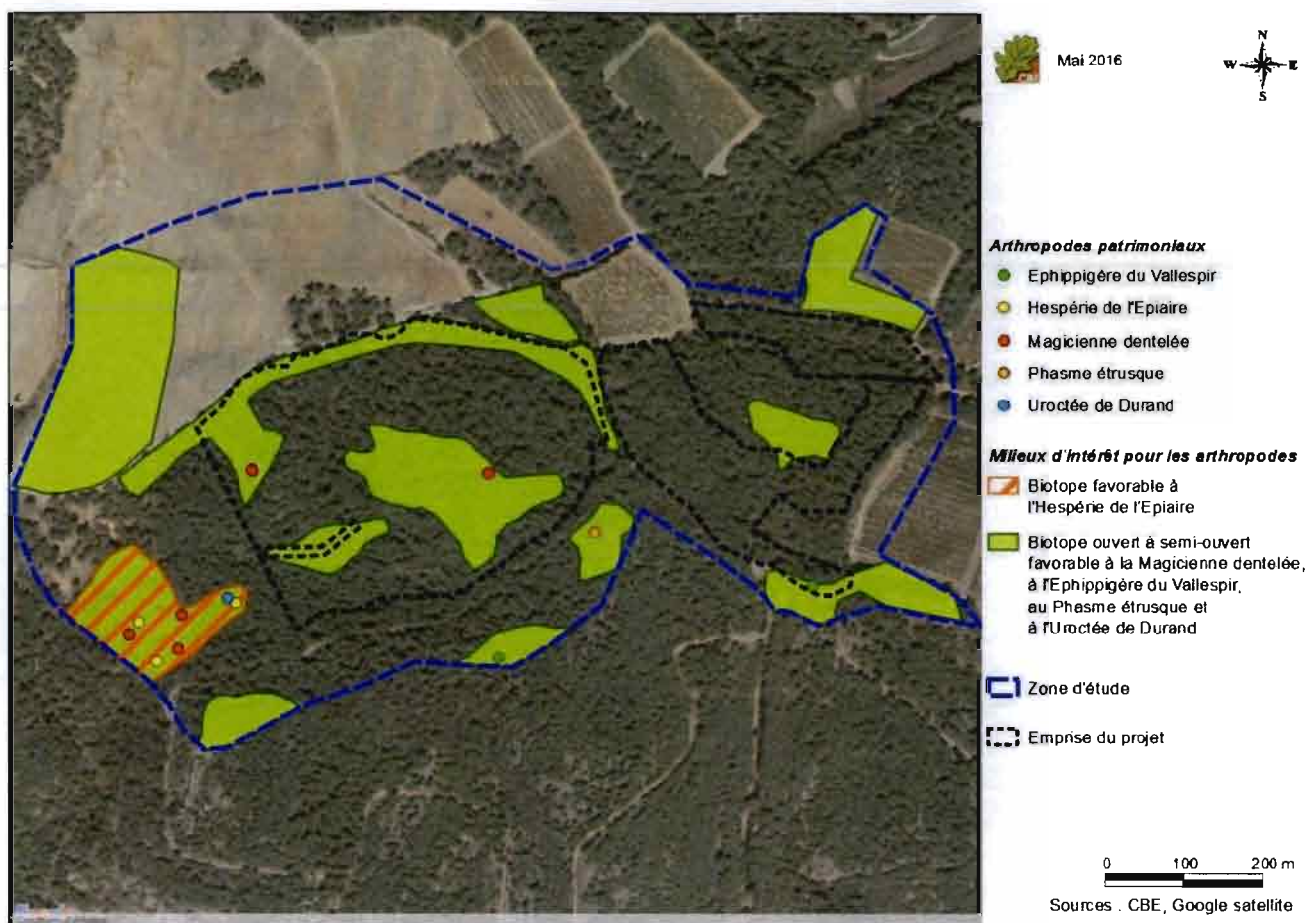 Mai 2016
N
W E
S
Arthropodes patrimoniaux
Ephippigère du Vallespir
Hespérie de l'Epiaire
Magicienne dentelée
Phasme étrusque
Uroctée de Durand
Milieux d'intérêt pour les arthropodes
Biotope favorable à
l'Hespérie de l'Epiaire
Biotope ouvert à semi-ouvert
favorable à la Magicienne dentelée,
à l'Ephippigère du Vallespir,
au Phasme étrusque et
à l'Uroctée de Durand
Zone d'étude
Emprise du projet
0 100 200 m
Sources . CBE, Google satellite